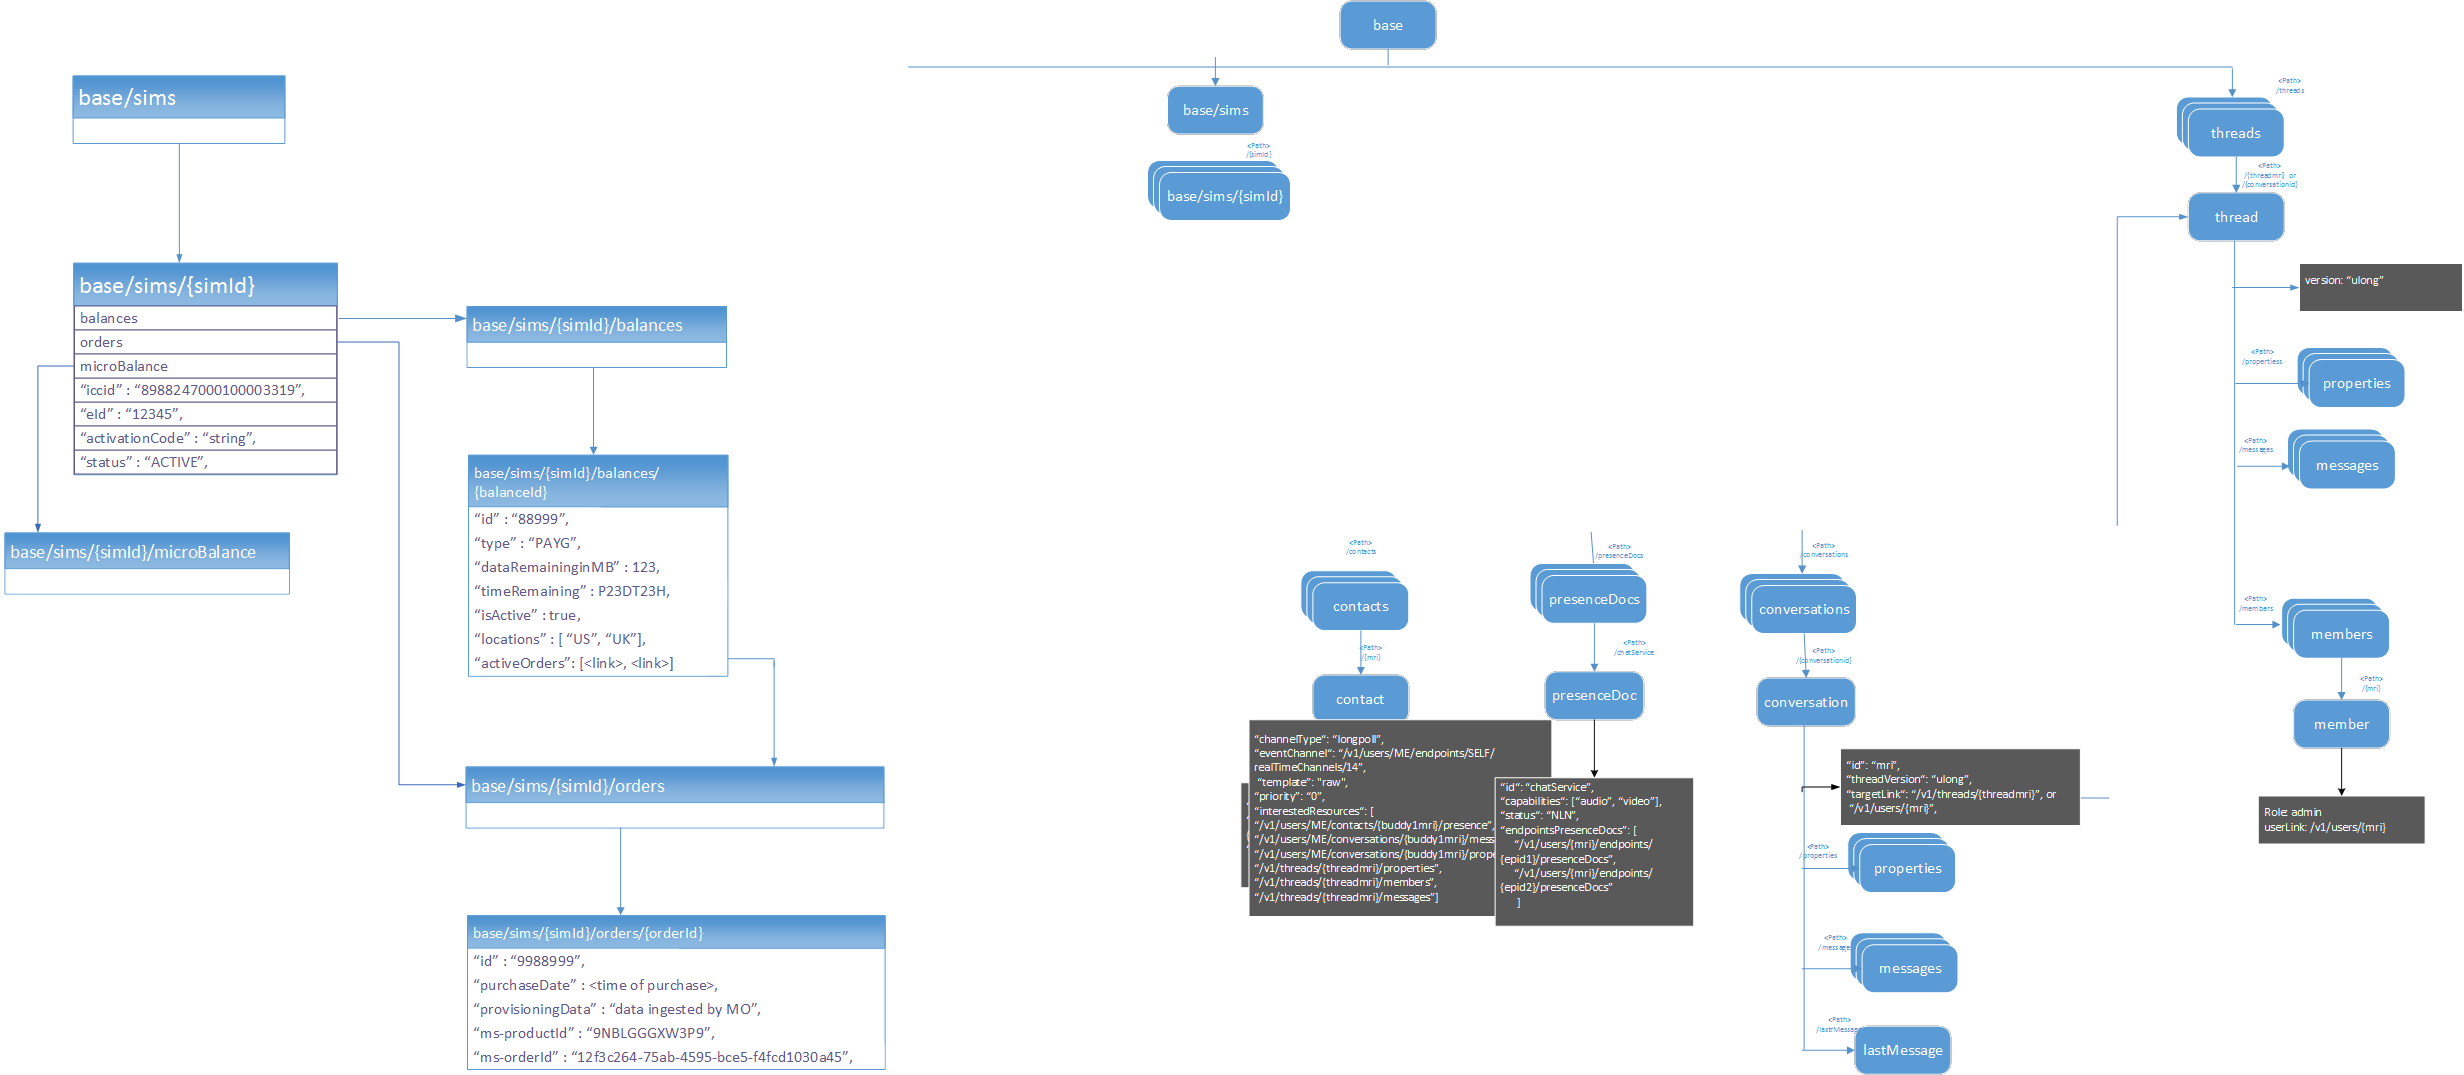 base/sims
base/sims/{simId}
balances
orders
microBalance
“iccid” : “8988247000100003319”,
“eId” : “12345”,
“activationCode” : “string”,
“status” : “ACTIVE”,
base/sims/{simId}/microBalance
base/sims/{simId}/balances
base/sims/{simId}/balances/
{balanceId}
“id” : “88999”,
“type” : “PAYG”,
“dataRemaininginMB” : 123,
“timeRemaining” : P23DT23H,
“isActive” : true,
“locations” : [ “US”, “UK”],
“activeOrders”: [<link>, <link>]
base/sims/{simId}/orders
base/sims/{simId}/orders/{orderId}
“id” : “9988999”,
“purchaseDate” : <time of purchase>,
“provisioningData” : “data ingested by MO”,
“ms-productId” : “9NBLGGGXW3P9”,
“ms-orderId” : “12f3c264-75ab-4595-bce5-f4fcd1030a45”,
base
base/sims
<Path>
/{simId}
base/sims/{simId}
<Path>
/threads
threads
<Path>
/{threadmri} or
/{conversationid}
thread
version: “ulong”
<Path>
/propertiess
properties
<Path>
/messages
messages
<Path>
/members
members
<Path>
/{mri}
member
Role: admin
userLink: /v1/users/{mri}
<Path>
/contacts
contacts
<Path>
/{mri}
contact
“channelType“: “longpoll”,
“eventChannel“: “/v1/users/ME/endpoints/SELF/
realTimeChannels/14”,
“template“: "raw",
“priority“: “0”,
“interestedResources“: [
“/v1/users/ME/contacts/{buddy1mri}/presence”,
“/v1/users/ME/conversations/{buddy1mri}/mess
“/v1/users/ME/conversations/{buddy1mri}/prope
“/v1/threads/{threadmri}/properties”,
“/v1/threads/{threadmri}/members”,
“/v1/threads/{threadmri}/messages”]
<Path>
/presenceDocs
presenceDocs
<Path>
/chatService
presenceDoc
“id“: “chatService”,
“capabilities“: [“audio”, “video”],
“status“: “NLN”,
“endpointsPresenceDocs“: [
“/v1/users/{mri}/endpoints/
{epid1}/presenceDocs”,
“/v1/users/{mri}/endpoints/
{epid2}/presenceDocs”
]
<Path>
/conversations
conversations
<Path>
/{conversationid}
conversation
“id“: “mri”,
“threadVersion“: “ulong”,
“targetLink“: “/v1/threads/{threadmri}”, or
“/v1/users/{mri}”,
<Path>
/properties
properties
<Path>
/messages
messages
<Path>
/lastrMessage
lastMessage